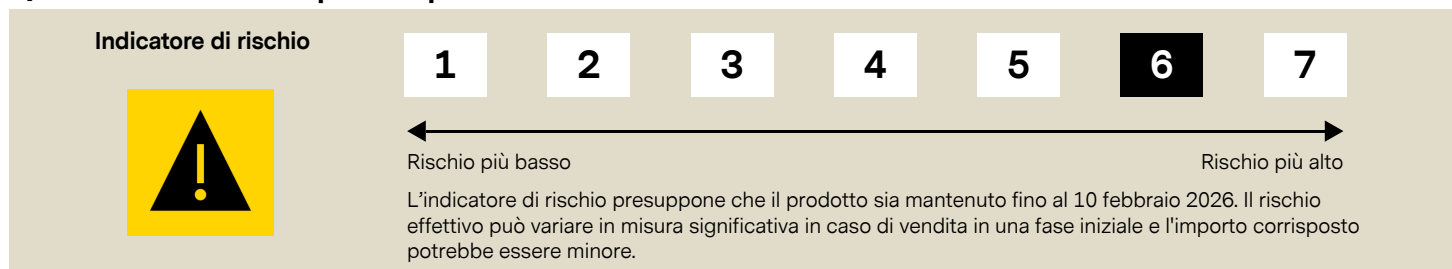 Indicatore di rischio
1 2 3 4 5 6 7
Rischio più basso Rischio più alto
L'indicatore di rischio presuppone che il prodotto sia mantenuto fino al 10 febbraio 2026. Il rischio
effettivo può variare in misura significativa in caso di vendita in una fase iniziale e l'importo corrisposto
potrebbe essere minore.